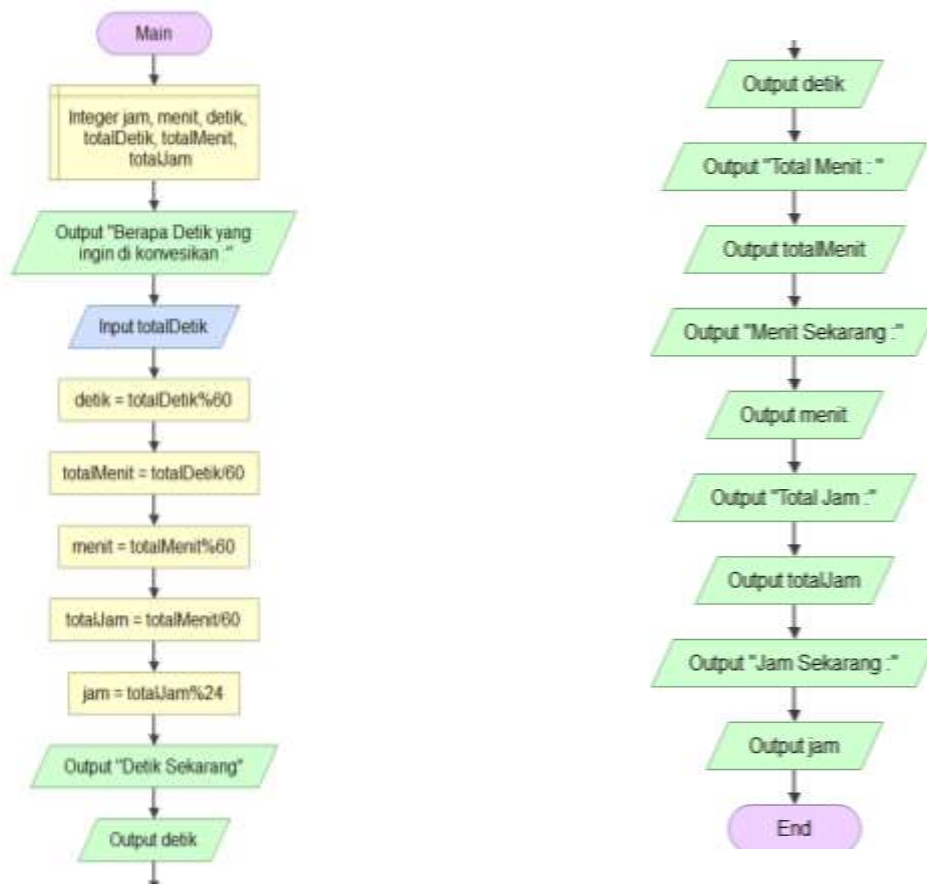 Main
Integer jam, menit, detik,
totalDetik, totalMenit,
totalJam
Output "Berapa Detik yang
ingin di konvesikan :"
Input totalDetik
detik = totalDetik%60
totalMenit = totalDetik/60
menit = totalMenit%60
totalJam = totalMenit/60
jam = totalJam%24
Output "Detik Sekarang"
Output detik
Output detik
Output "Total Menit : "
Output totalMenit
Output "Menit Sekarang :"
Output menit
Output "Total Jam :"
Output totalJam
Output "Jam Sekarang :"
Output jam
End